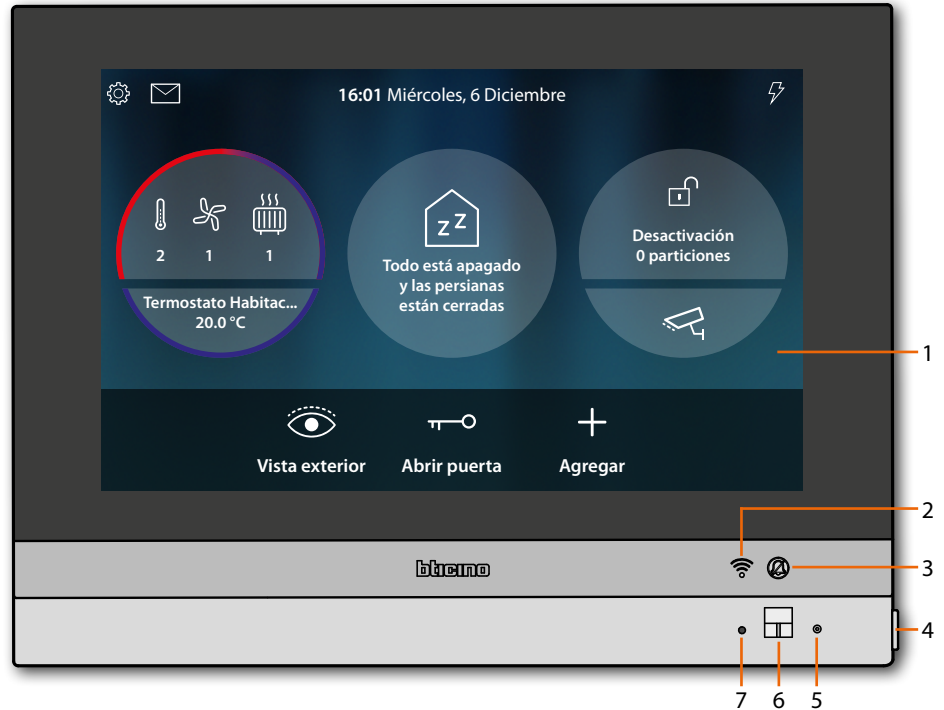 16:01 Miércoles, 6 Diciembre
2 1 1
Termostato Habitac...
20.0 °C
zZ
Todo está apagado
y las persianas
están cerradas
Desactivación
0 particiones
1
Vista exterior Abrir puerta Agregar
2
bticino
3
4
7 6 5